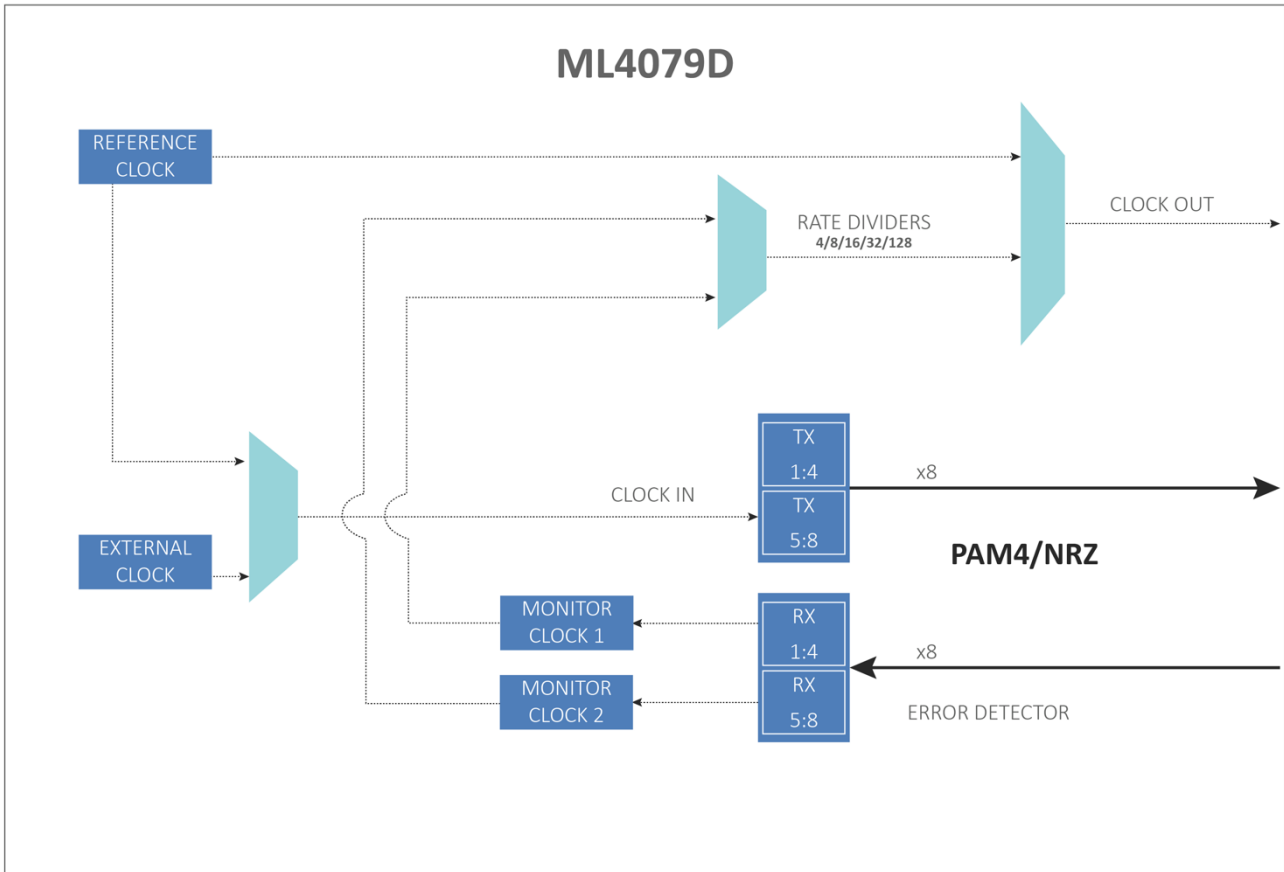 ML4079D
REFERENCE
CLOCK
RATE DIVIDERS
4/8/16/32/128
CLOCK OUT
TX
1:4
x8
CLOCK IN
TX
5:8
EXTERNAL
CLOCK
PAM4/NRZ
MONITOR
CLOCK 1
RX
1:4
x8
MONITOR
CLOCK 2
RX
5:8
ERROR DETECTOR